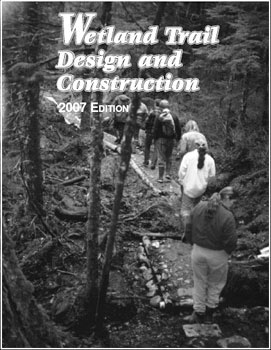 Wetland Trail
Design and
Construction
2007 Edition